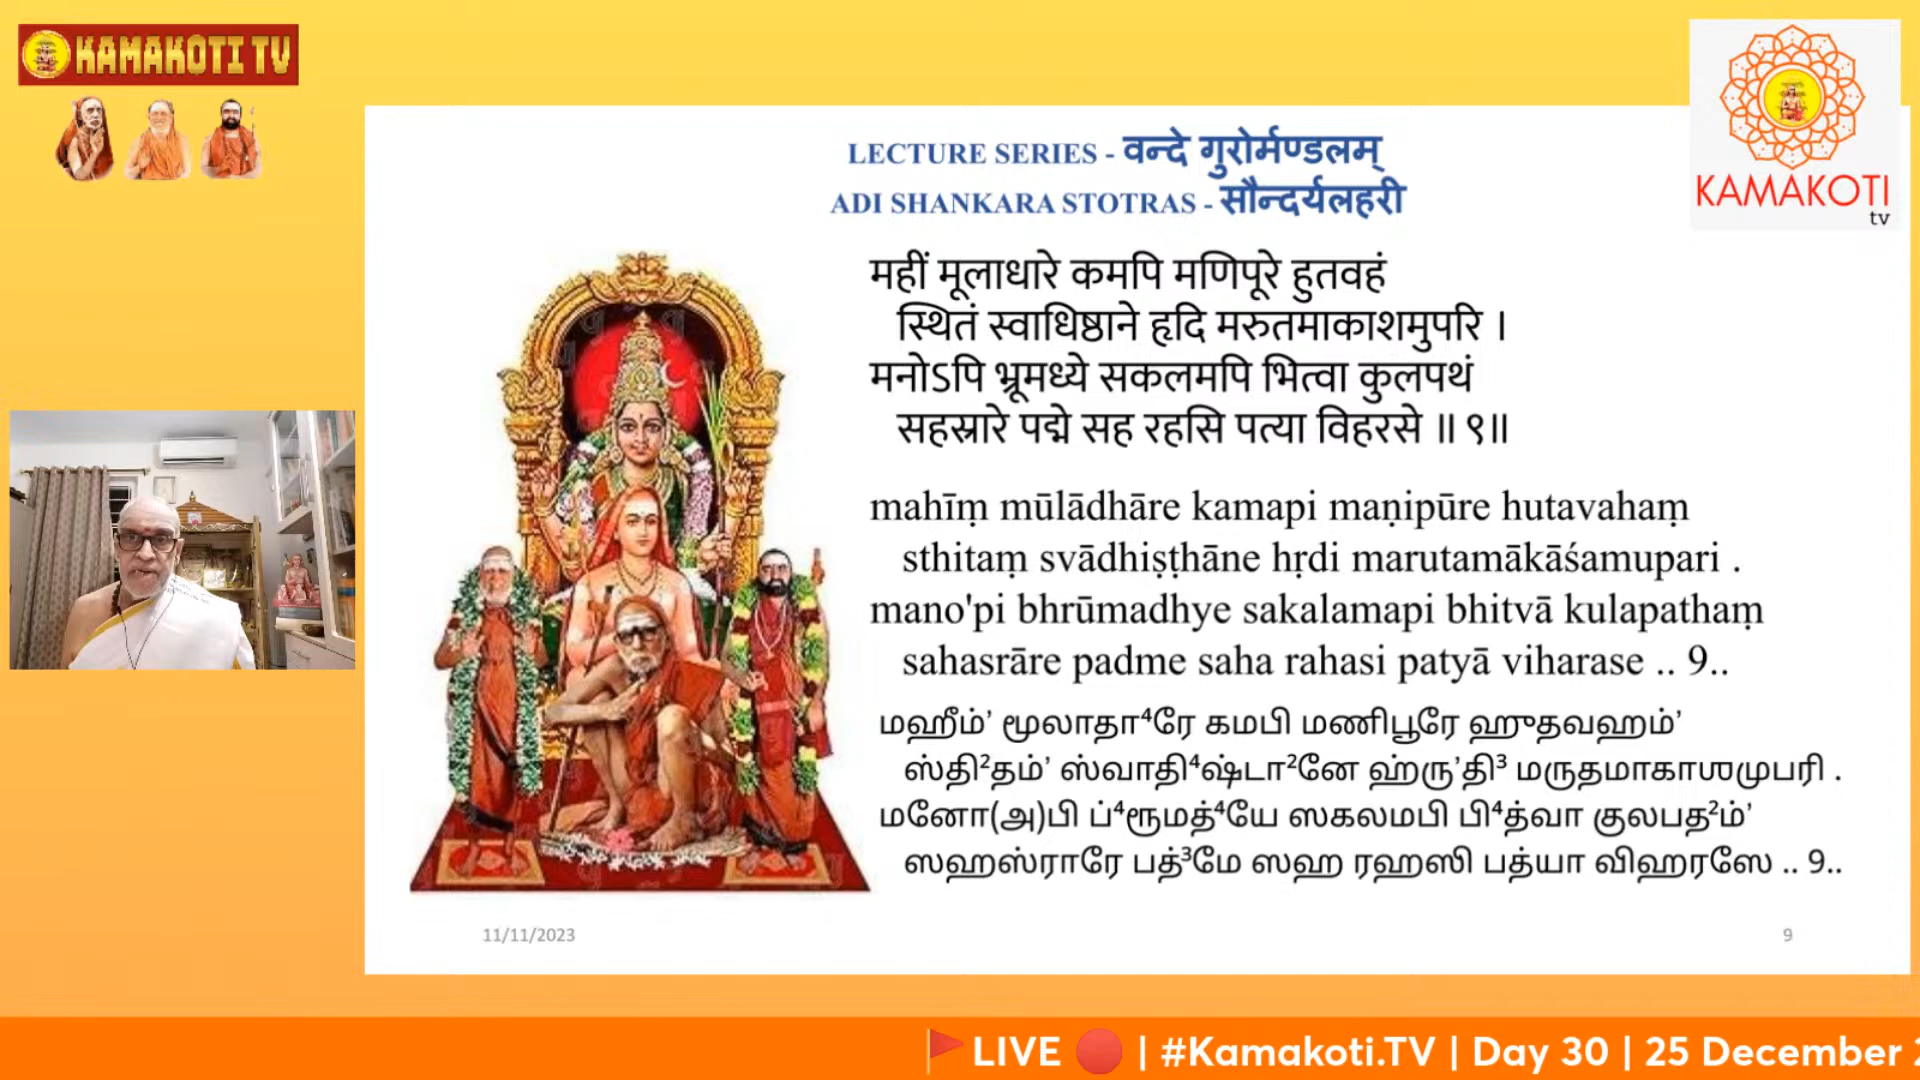 KAMAKOTI TV
KAMAKOTI
tv
LECTURE SERIES - वन्दे गुरोर्मण्डलम्
ADI SHANKARA STOTRAS - सौन्दर्यलहरी
महीं मूलाधारे कमपि मणिपूरे हुतवहं
स्थितं स्वाधिष्ठाने हृदि मरुतमाकाशमुपरि ।
मनोऽपि भ्रूमध्ये सकलमपि भित्वा कुलपथं
सहस्रारे पद्मे सह रहसि पत्या विहरसे ॥ ९॥
mahīṃ mūlādhāre kamapi maṇipūre hutavahaṃ
sthitaṃ svādhiṣṭhāne hṛdi marutamākāśamupari .
mano'pi bhrūmadhye sakalamapi bhitvā kulapathaṃ
sahasrāre padme saha rahasi patyā viharase .. 9..
மஹீம்ʼ மூலாதா⁴ரே கமபி மணிபூரே ஹுதவஹம்ʼ
ஸ்தி²தம்ʼ ஸ்வாதி⁴ஷ்டா²னே ஹ்ருʼதி³ மருதமாகாஶமுபரி .
மனோ(அ)பி ப்⁴ரூமத்⁴யே ஸகலமபி பி⁴த்வா குலபத²ம்ʼ
ஸஹஸ்ராரே பத்³மே ஸஹ ரஹஸி பத்யா விஹரஸே .. 9..
11/11/2023
9
LIVE | #Kamakoti.TV | Day 30 | 25 December